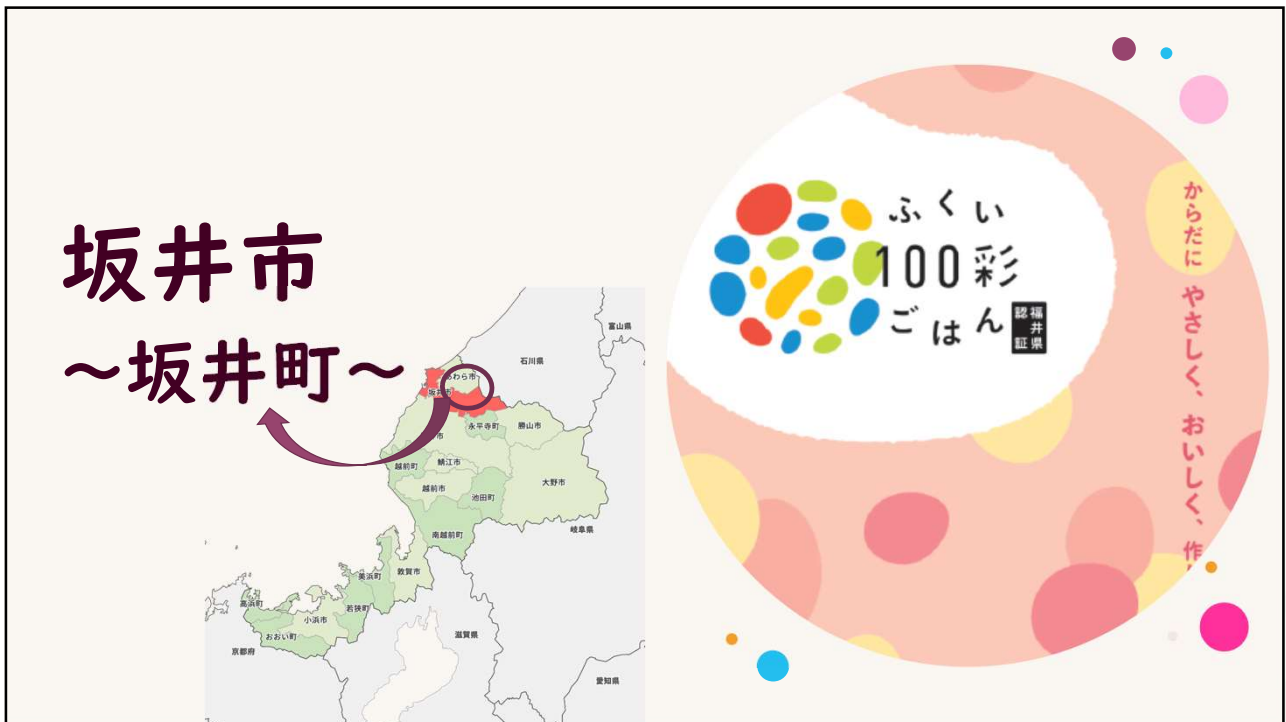 坂井市
～坂井町～
富山県
石川県
あわら市
坂井市
永平寺町
勝山市
市
越前町
鯖江市
大野市
越前市
池田町
岐阜県
南越前町
敦賀市
美浜町
高浜町
若狭町
小浜市
おおい町
滋賀県
京都府
愛知県
ふくい
100彩
ごはん
福井県
認証
からだに やさしく、おいしく、作